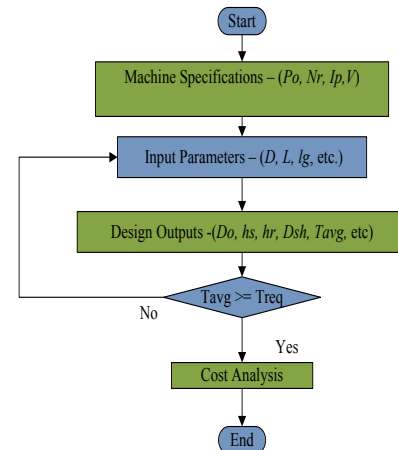 Start
Machine Specifications – (Po, Nr, Ip,V)
Input Parameters – (D, L, lg, etc.)
Design Outputs -(Do, hs, hr, Dsh, Tavg, etc)
Tavg >= Treq
No
Yes
Cost Analysis
End